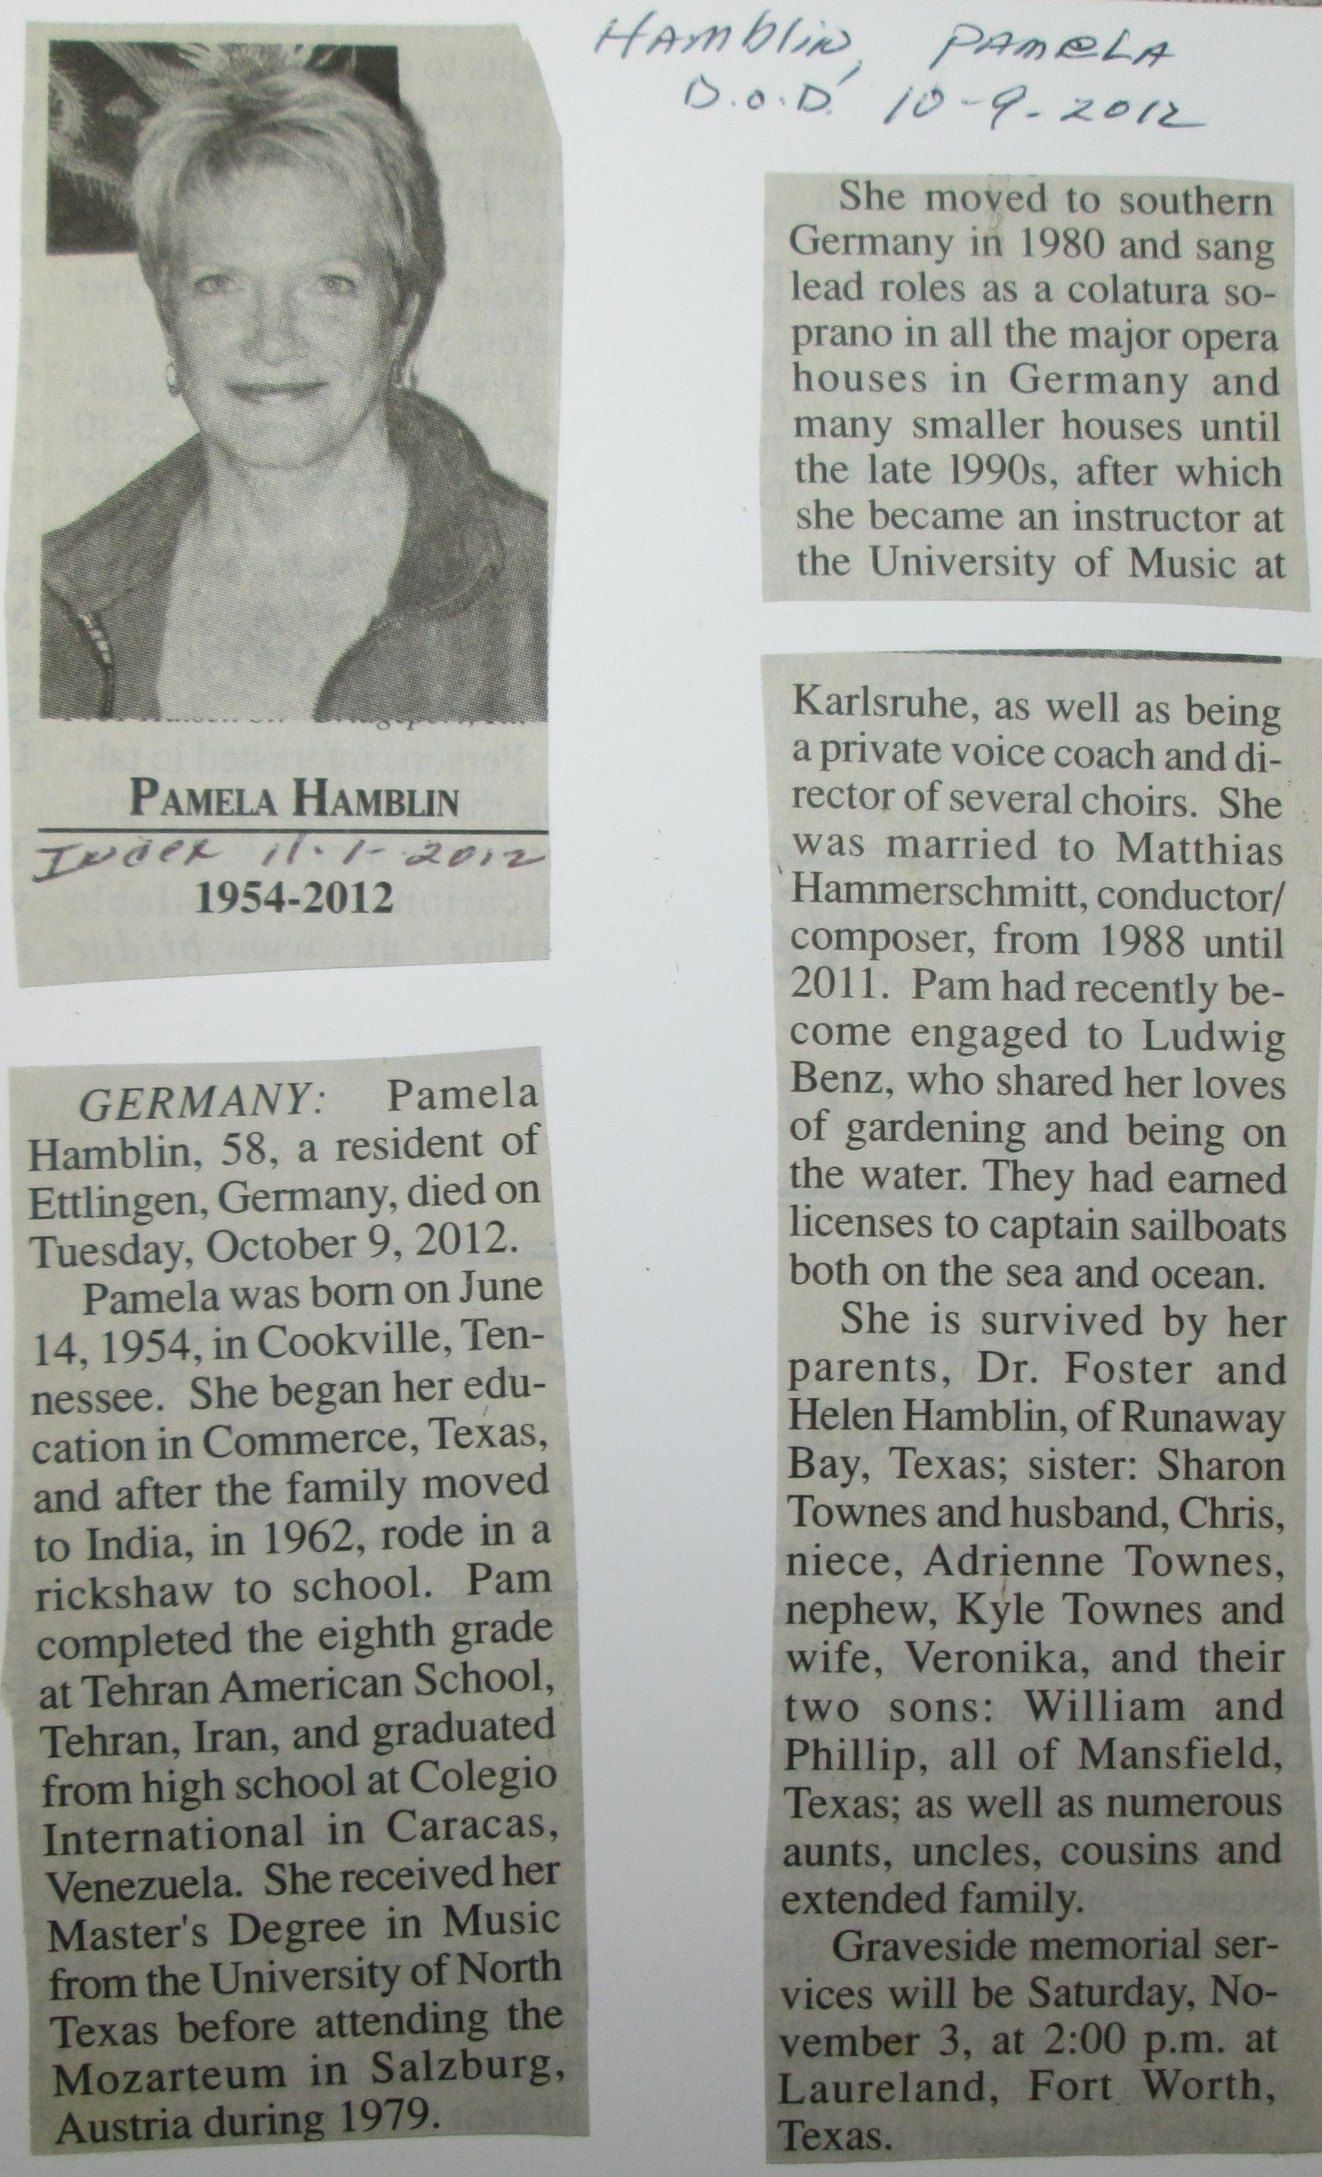 Hamblin, Pamela
D.O.D. 10-9-2012
PAMELA HAMBLIN
Index 11-1-2012
1954-2012
GERMANY: Pamela
Hamblin, 58, a resident of
Ettlingen, Germany, died on
Tuesday, October 9, 2012.
Pamela was born on June
14, 1954, in Cookville, Ten-
nessee. She began her edu-
cation in Commerce, Texas,
and after the family moved
to India, in 1962, rode in a
rickshaw to school. Pam
completed the eighth grade
at Tehran American School,
Tehran, Iran, and graduated
from high school at Colegio
International in Caracas,
Venezuela. She received her
Master's Degree in Music
from the University of North
Texas before attending the
Mozarteum in Salzburg,
Austria during 1979.
She moved to southern
Germany in 1980 and sang
lead roles as a colatura so-
prano in all the major opera
houses in Germany and
many smaller houses until
the late 1990s, after which
she became an instructor at
the University of Music at
Karlsruhe, as well as being
a private voice coach and di-
rector of several choirs. She
was married to Matthias
Hammerschmitt, conductor/
composer, from 1988 until
2011. Pam had recently be-
come engaged to Ludwig
Benz, who shared her loves
of gardening and being on
the water. They had earned
licenses to captain sailboats
both on the sea and ocean.
She is survived by her
parents, Dr. Foster and
Helen Hamblin, of Runaway
Bay, Texas; sister: Sharon
Townes and husband, Chris,
niece, Adrienne Townes,
nephew, Kyle Townes and
wife, Veronika, and their
two sons: William and
Phillip, all of Mansfield,
Texas; as well as numerous
aunts, uncles, cousins and
extended family.
Graveside memorial ser-
vices will be Saturday, No-
vember 3, at 2:00 p.m. at
Laureland, Fort Worth,
Texas.